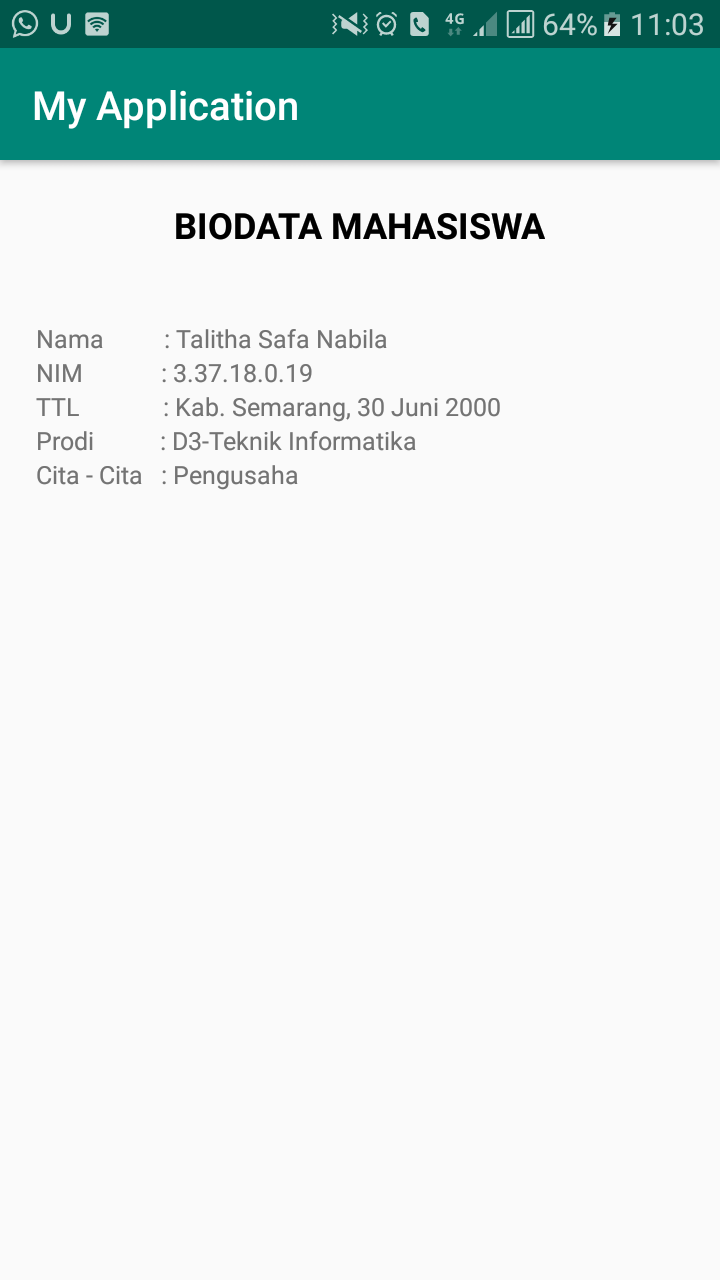 4G 64% 11:03
My Application
BIODATA MAHASISWA
Nama : Talitha Safa Nabila
NIM : 3.37.18.0.19
TTL : Kab. Semarang, 30 Juni 2000
Prodi : D3-Teknik Informatika
Cita - Cita : Pengusaha